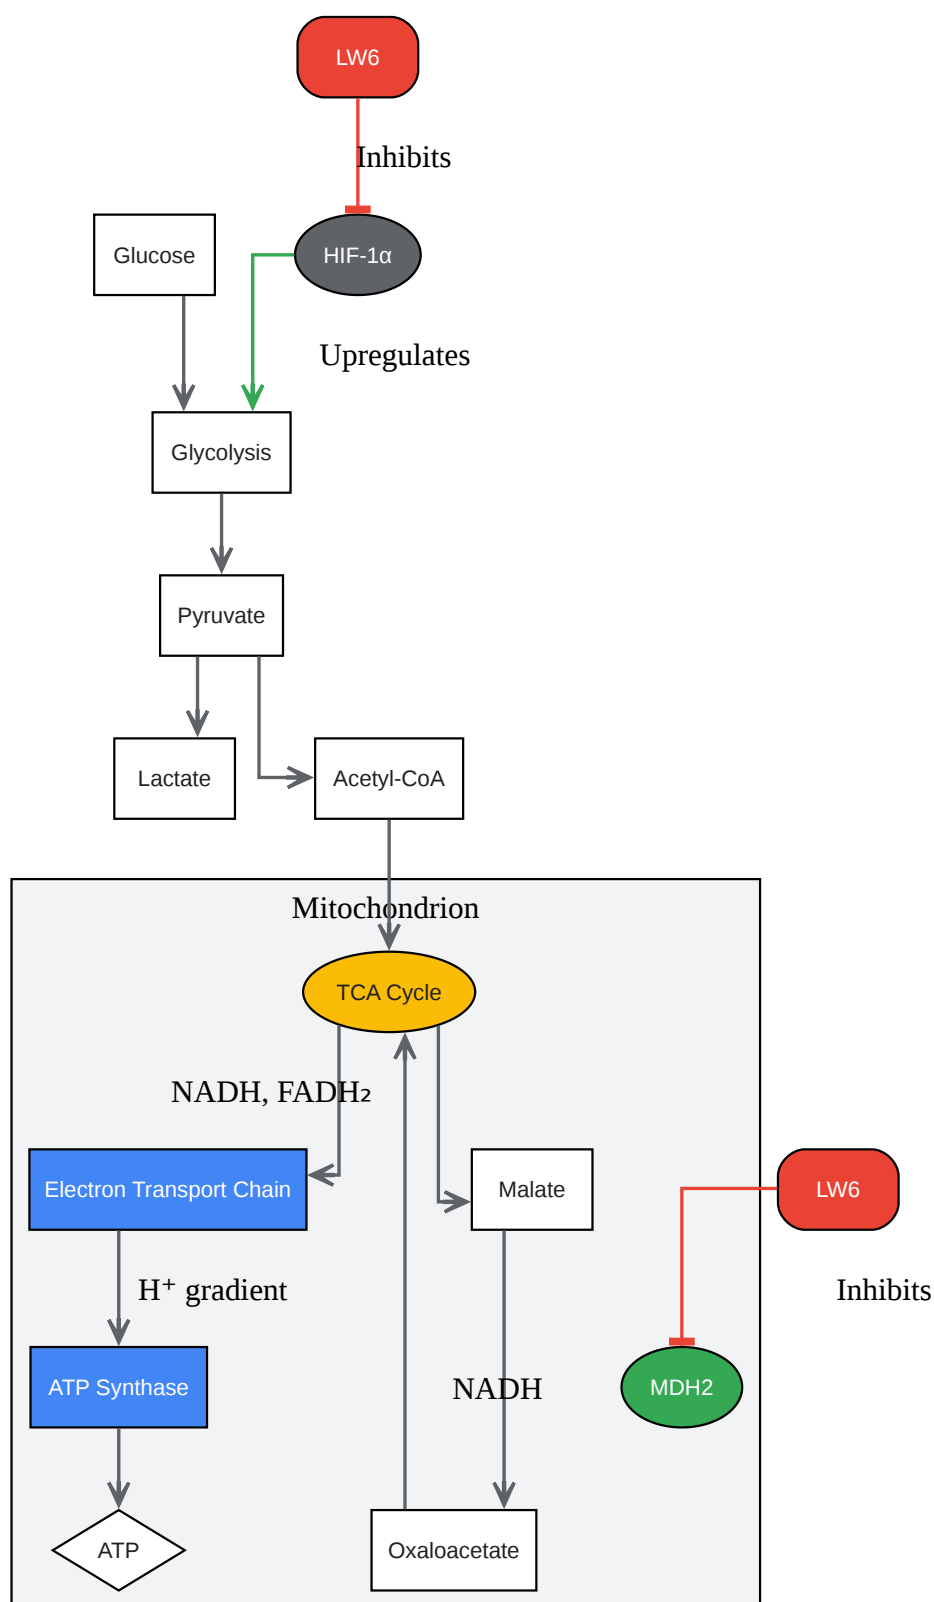 LW6
Inhibits
Glucose
HIF-1α
Upregulates
Glycolysis
Pyruvate
Lactate
Acetyl-CoA
Mitochondrion
TCA Cycle
NADH, FADH₂
Electron Transport Chain
Malate
LW6
H⁺ gradient
Inhibits
ATP Synthase
NADH
MDH2
ATP
Oxaloacetate